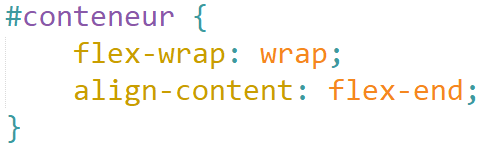 #conteneur {
    flex-wrap: wrap;
    align-content: flex-end;
}